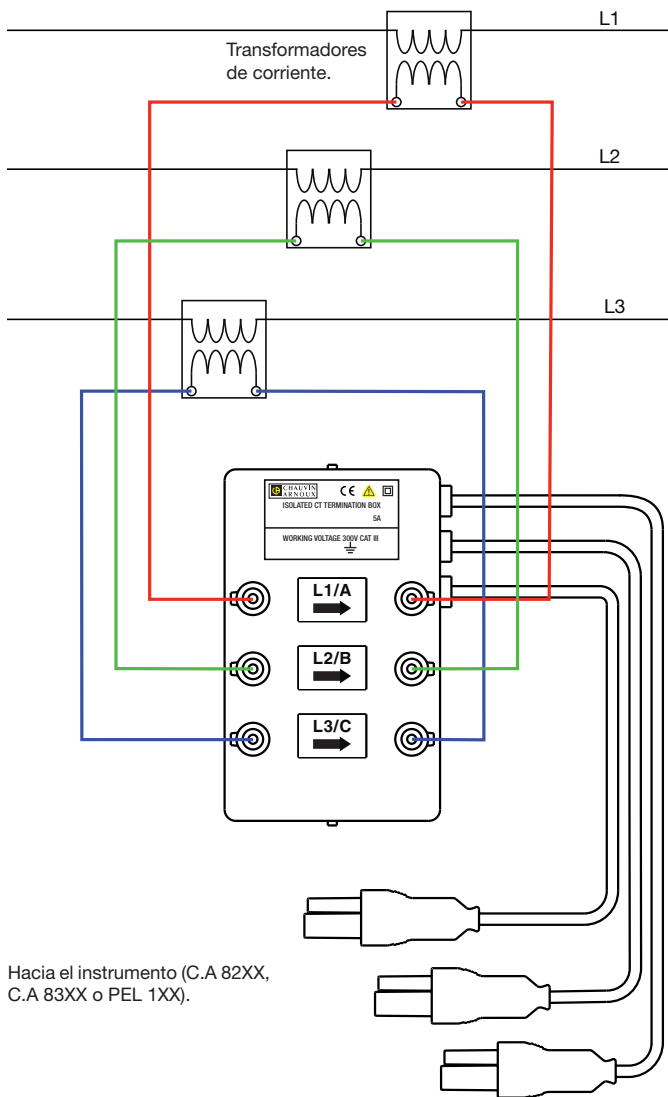 L1
Transformadores
de corriente.
L2
L3
CHAUVIN
ARNOUX
CE
ISOLATED CT TERMINATION BOX
5A
WORKING VOLTAGE 300V CAT III
L1/A
L2/B
L3/C
Hacia el instrumento (C.A 82XX,
C.A 83XX o PEL 1XX).